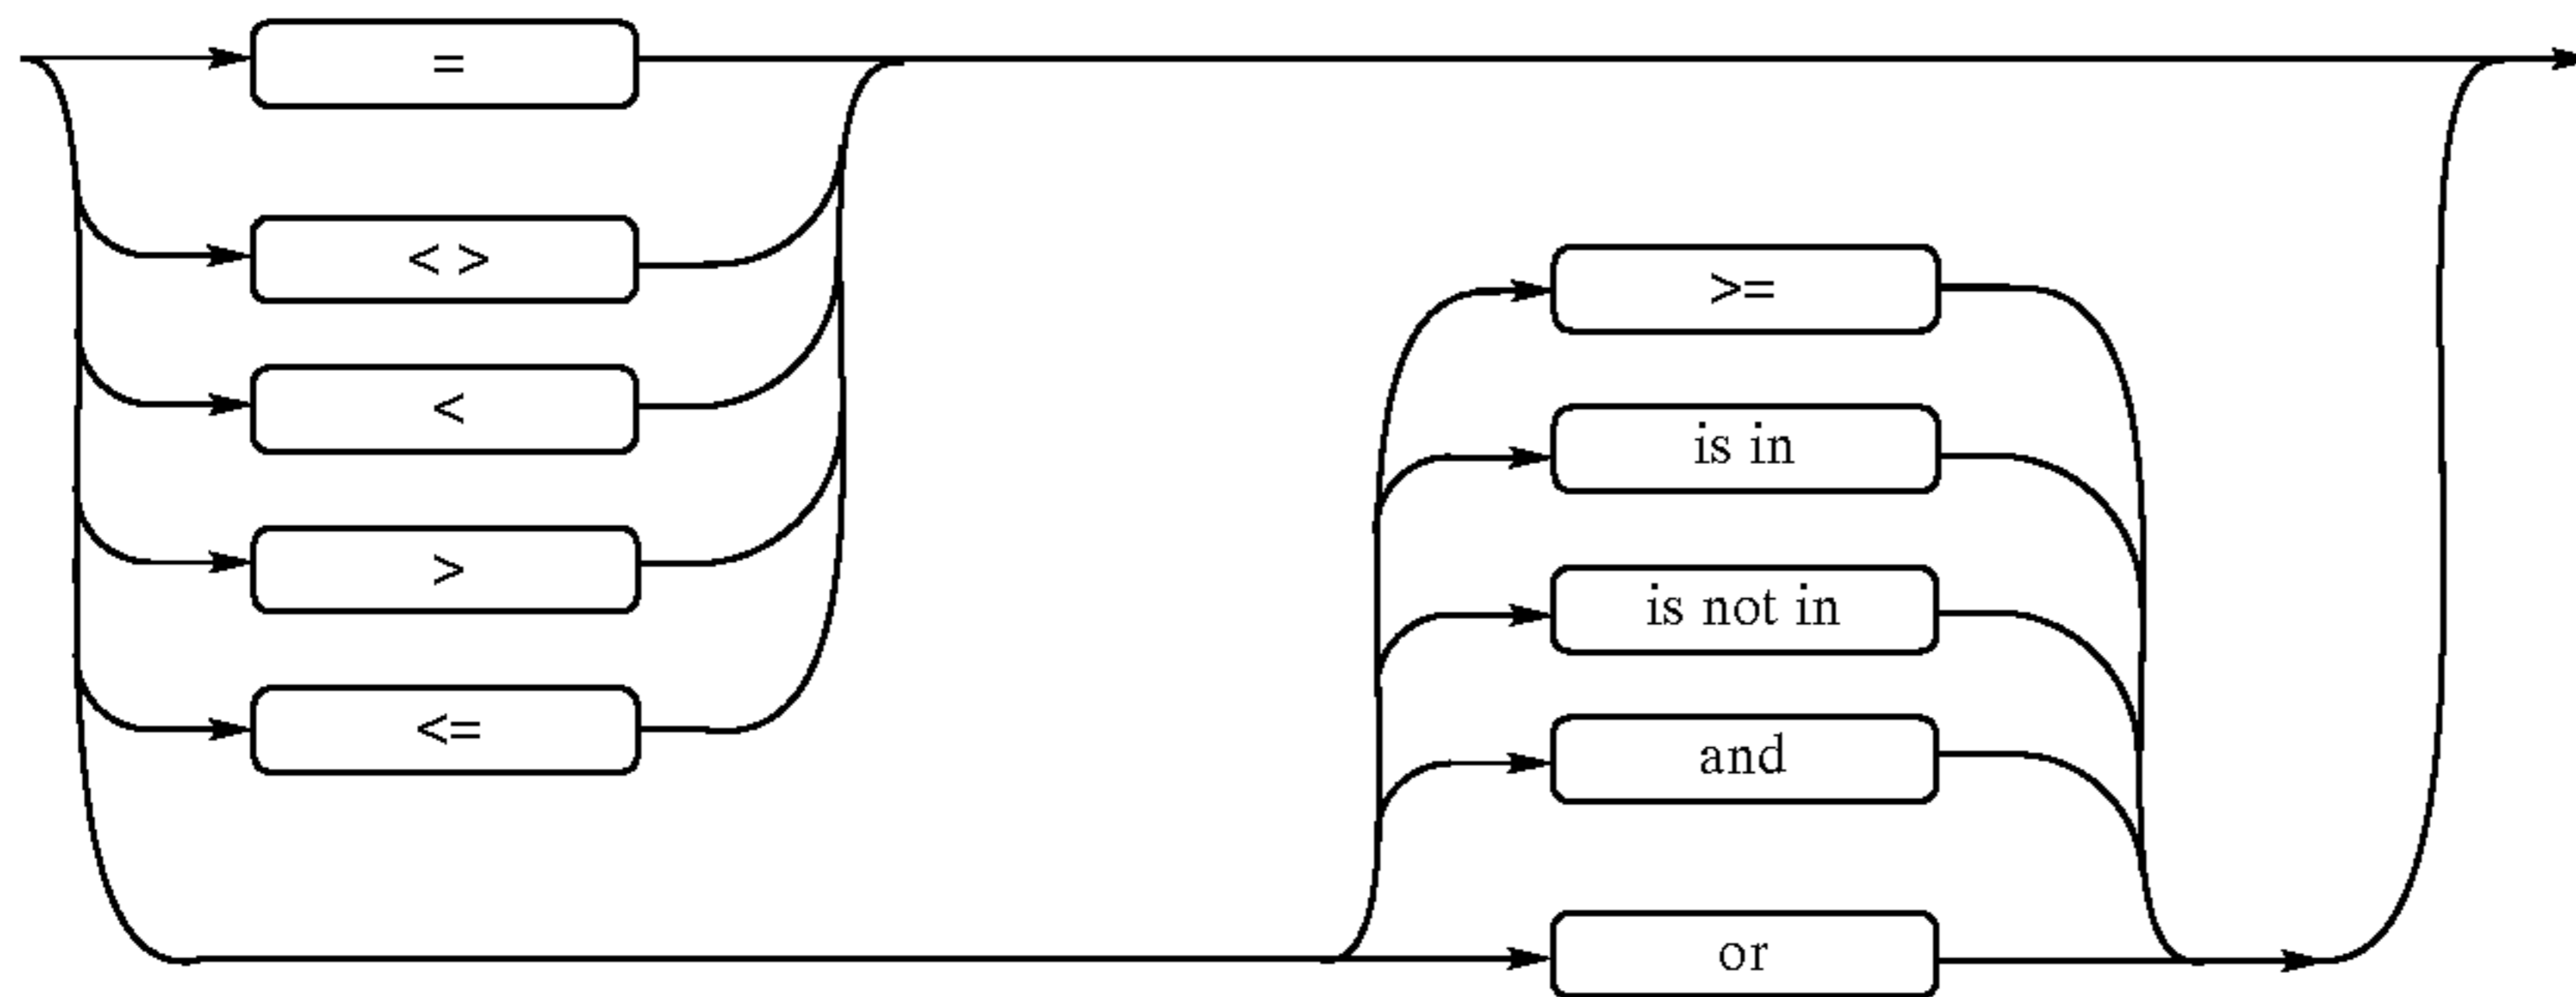 =
< >
<
>
<=
>=
is in
is not in
and
or